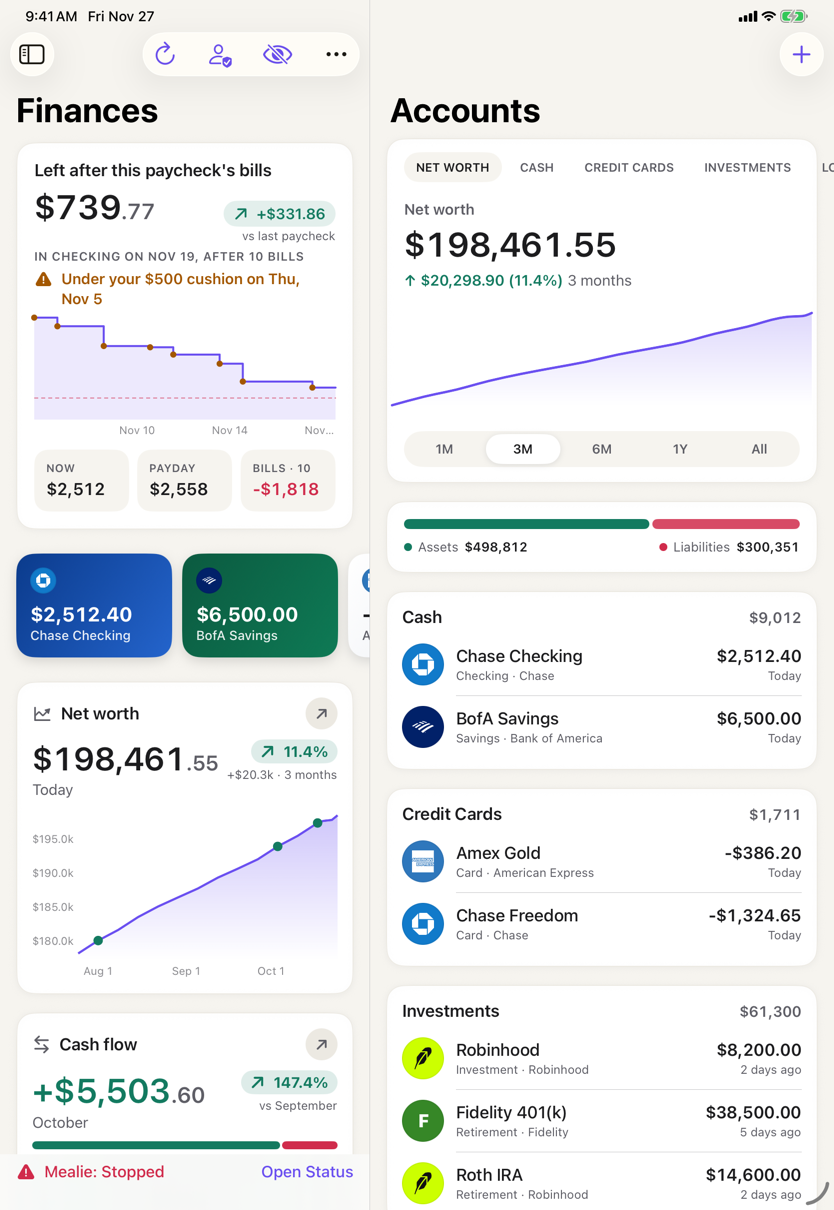 9:41 AM Fri Nov 27
Finances
Left after this paycheck's bills
$739.77
+$331.86
vs last paycheck
IN CHECKING ON NOV 19, AFTER 10 BILLS
Under your $500 cushion on Thu,
Nov 5
Nov 10 Nov 14 Nov...
NOW
$2,512
PAYDAY
$2,558
BILLS · 10
-$1,818
$2,512.40
Chase Checking
$6,500.00
BofA Savings
-
A
Net worth
$198,461.55
11.4%
+$20.3k · 3 months
Today
$195.0k
$190.0k
$185.0k
$180.0k
Aug 1 Sep 1 Oct 1
Cash flow
+$5,503.60
147.4%
vs September
October
Mealie: Stopped
Open Status
Accounts
NET WORTH CASH CREDIT CARDS INVESTMENTS LO
Net worth
$198,461.55
$20,298.90 (11.4%) 3 months
1M 3M 6M 1Y All
Assets $498,812 Liabilities $300,351
Cash $9,012
Chase Checking $2,512.40
Checking · Chase Today
BofA Savings $6,500.00
Savings · Bank of America Today
Credit Cards $1,711
Amex Gold -$386.20
Card · American Express Today
Chase Freedom -$1,324.65
Card · Chase Today
Investments $61,300
Robinhood $8,200.00
Investment · Robinhood 2 days ago
F
Fidelity 401(k) $38,500.00
Retirement · Fidelity 5 days ago
Roth IRA $14,600.00
Retirement · Robinhood 2 days ago